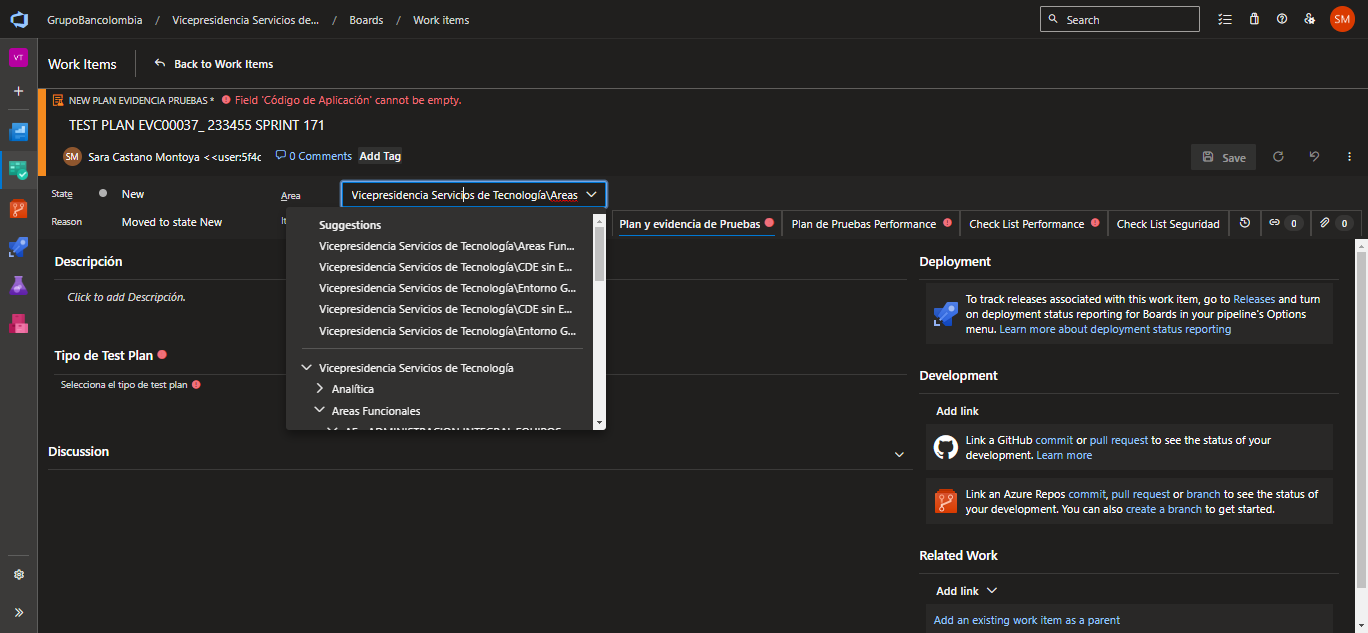 GrupoBancolombia / Vicepresidencia Servicios de... / Boards / Work items
Search
SM
VT
Work Items
Back to Work Items
NEW PLAN EVIDENCIA PRUEBAS * Field 'Código de Aplicación' cannot be empty.
TEST PLAN EVC00037_ 233455 SPRINT 171
SM Sara Castano Montoya < <user:5f4c
0 Comments
Add Tag
Save
State New
Area Vicepresidencia Servicios de Tecnología\Areas
Reason Moved to state New
Suggestions
Vicepresidencia Servicios de Tecnología\Areas Fun...
Vicepresidencia Servicios de Tecnología\CDE sin E...
Vicepresidencia Servicios de Tecnología\Entorno G...
Vicepresidencia Servicios de Tecnología\CDE sin E...
Vicepresidencia Servicios de Tecnología\Entorno G...
Vicepresidencia Servicios de Tecnología
Analítica
Areas Funcionales
Plan y evidencia de Pruebas
Plan de Pruebas Performance
Check List Performance
Check List Seguridad
0
0
Descripción
Click to add Descripción.
Tipo de Test Plan
Selecciona el tipo de test plan
Discussion
Deployment
To track releases associated with this work item, go to Releases and turn
on deployment status reporting for Boards in your pipeline's Options
menu. Learn more about deployment status reporting
Development
Add link
Link a GitHub commit or pull request to see the status of your
development. Learn more
Link an Azure Repos commit, pull request or branch to see the status of
your development. You can also create a branch to get started.
Related Work
Add link
Add an existing work item as a parent